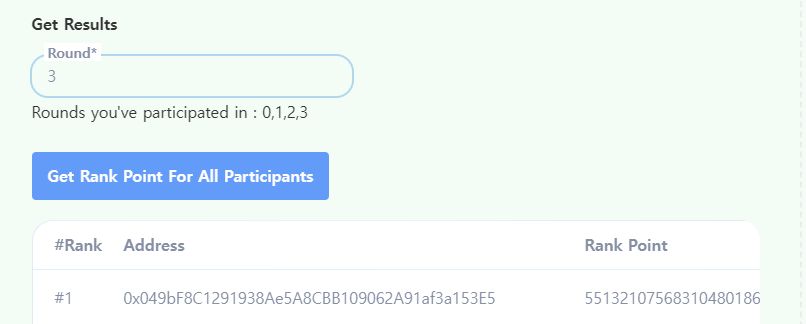 Get Results
Round*
3
Rounds you've participated in : 0,1,2,3
Get Rank Point For All Participants
#Rank Address Rank Point
#1 0x049bF8C1291938Ae5A8CBB109062A91af3a153E5 55132107568310480186